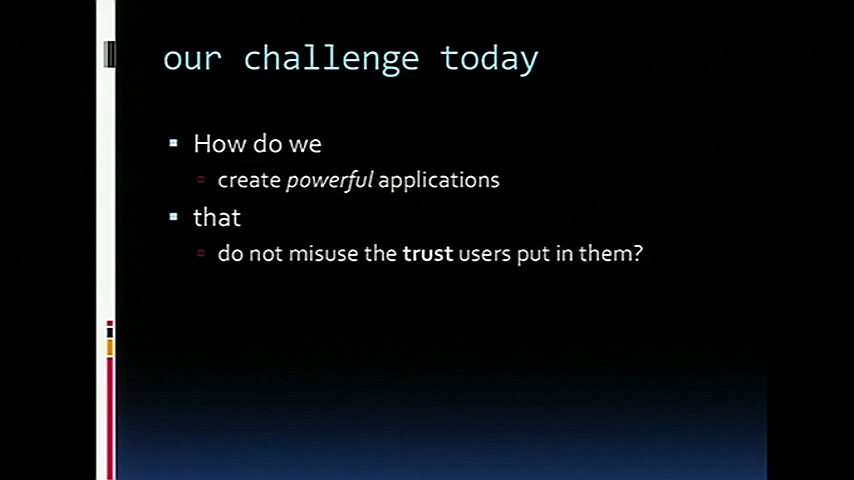 our challenge today
How do we
create powerful applications
that
do not misuse the trust users put in them?